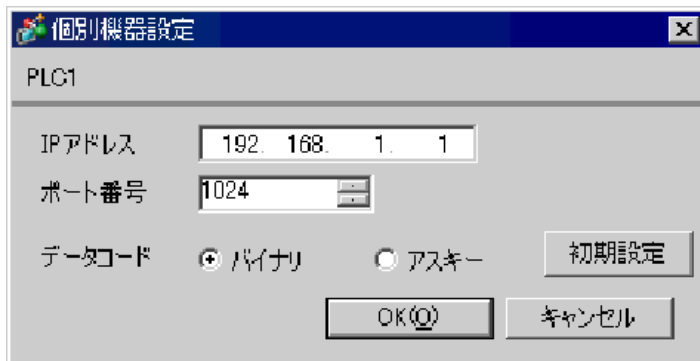 個別機器設定
PLC1
IPアドレス 192. 168. 1. 1
ポート番号 1024
データコード バイナリ アスキー 初期設定
OK(O) キャンセル